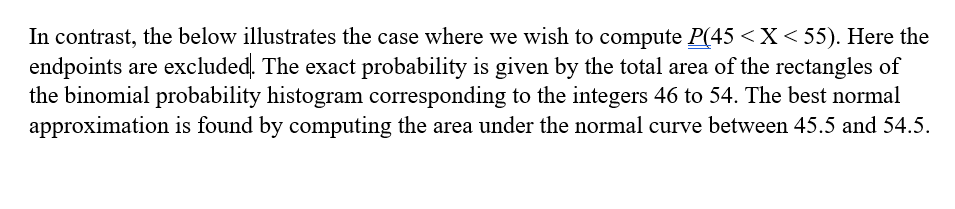 In contrast, the below illustrates the case where we wish to compute P(45 < X < 55). Here the
endpoints are excluded. The exact probability is given by the total area of the rectangles of
the binomial probability histogram corresponding to the integers 46 to 54. The best normal
approximation is found by computing the area under the normal curve between 45.5 and 54.5.